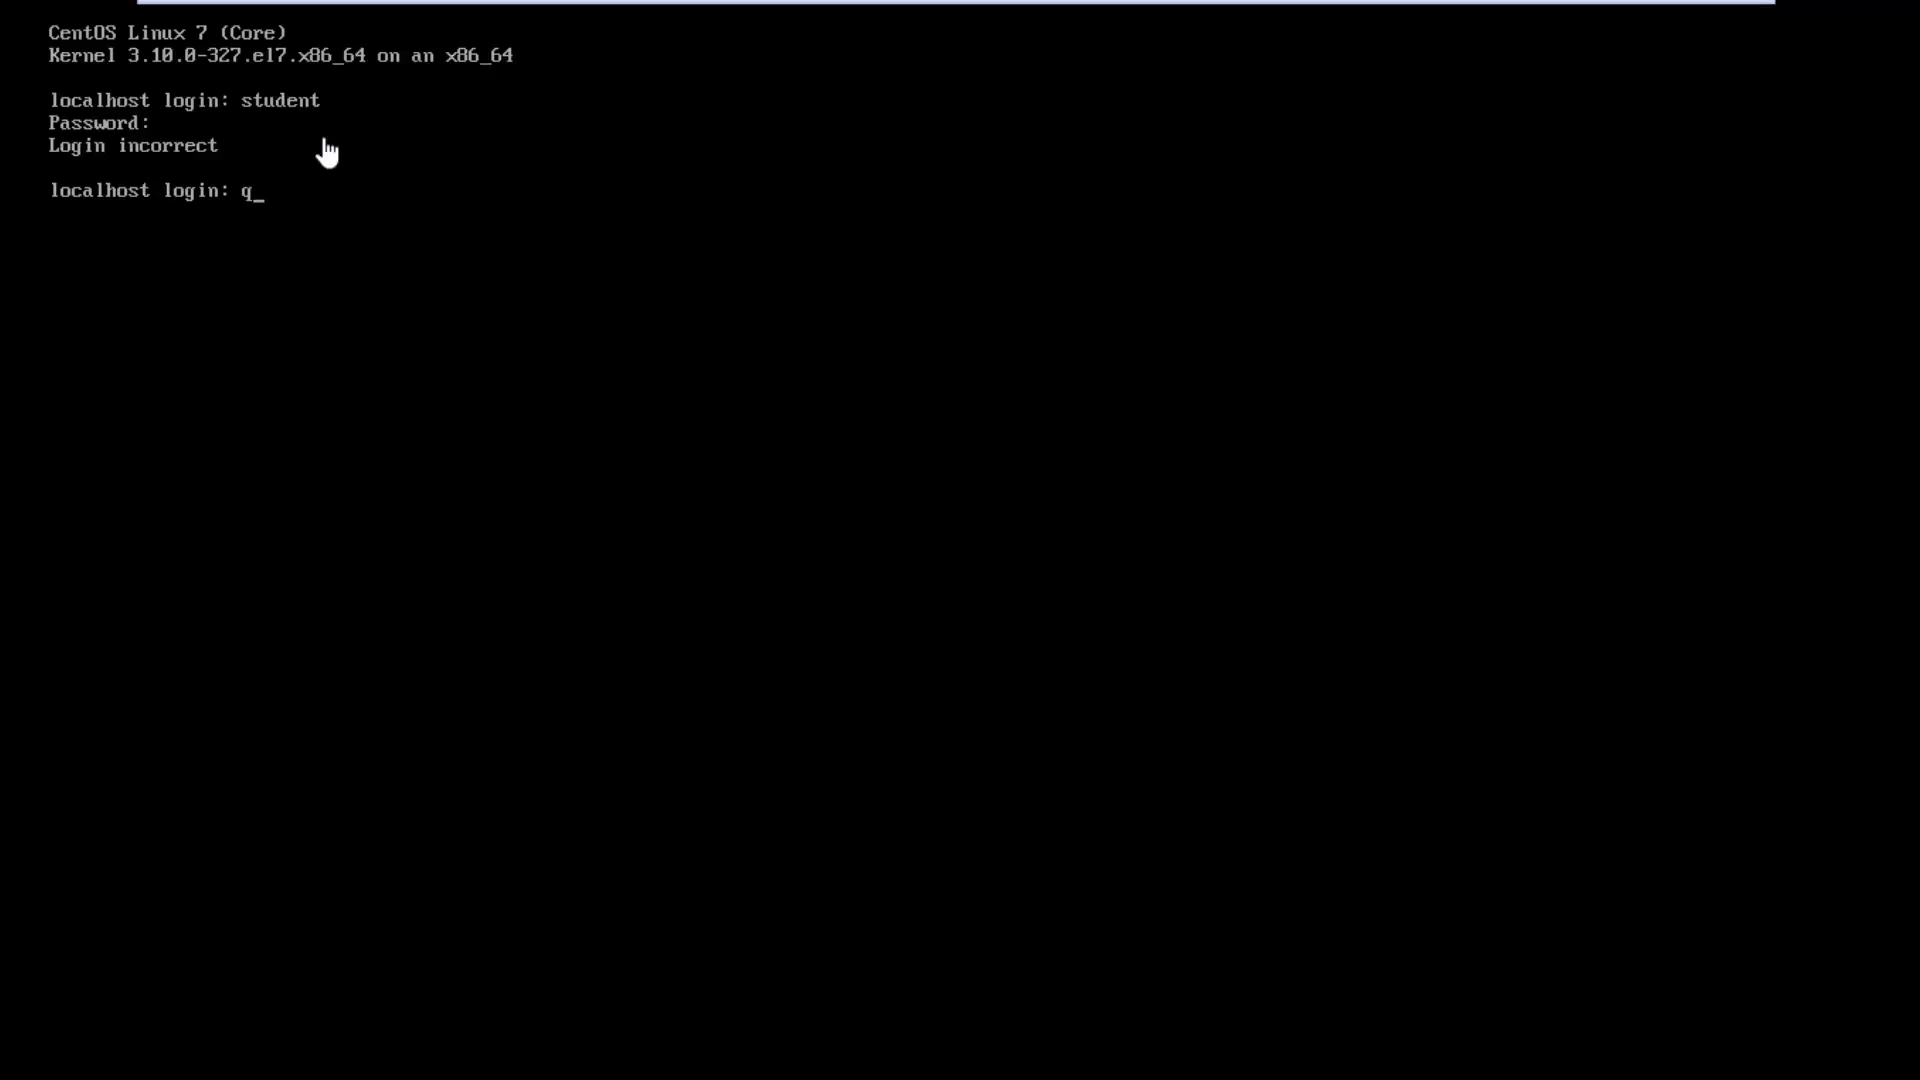 CentOS Linux 7 (Core)
Kernel 3.10.0-327.el7.x86_64 on an x86_64
localhost login: student
Password:
Login incorrect
localhost login: q_